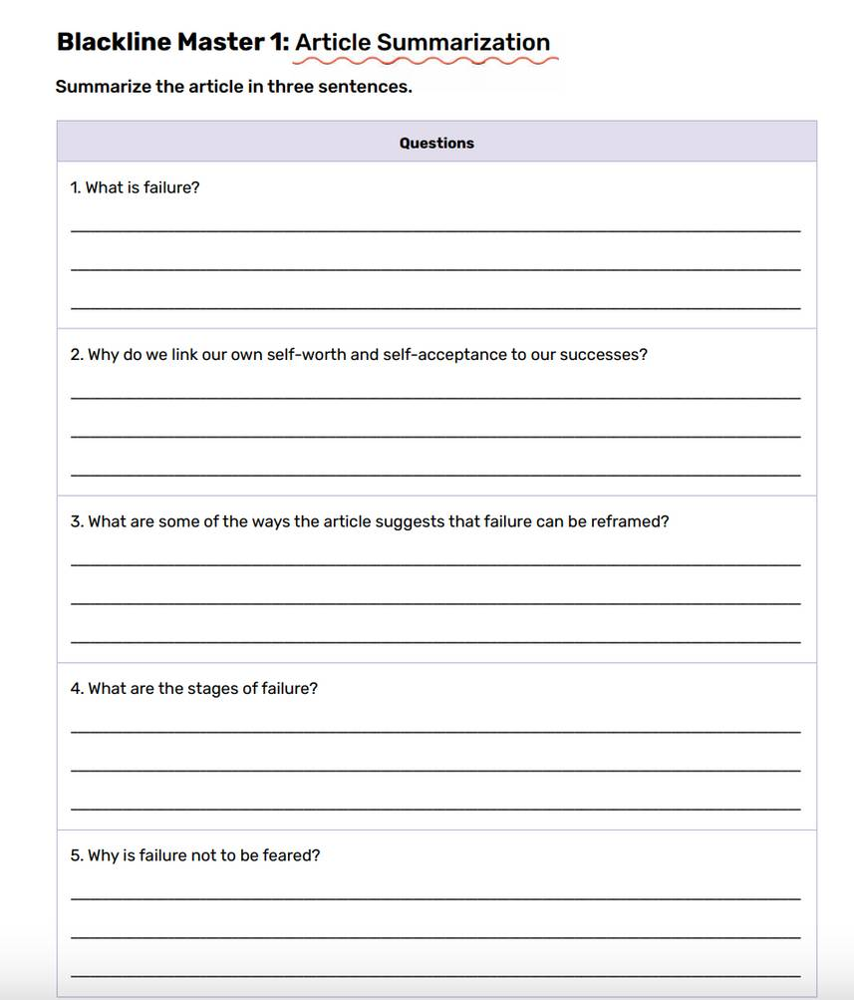 Blackline Master 1: Article Summarization
Summarize the article in three sentences.
Questions
1. What is failure?
2. Why do we link our own self-worth and self-acceptance to our successes?
3. What are some of the ways the article suggests that failure can be reframed?
4. What are the stages of failure?
5. Why is failure not to be feared?